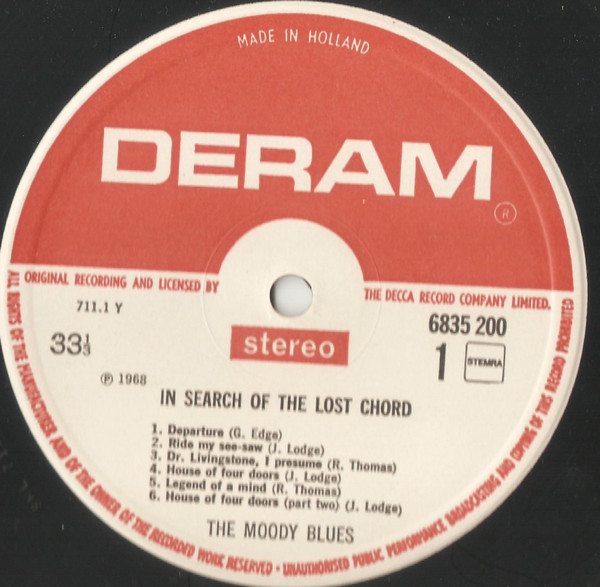 MADE IN HOLLAND
DERAM
R
ORIGINAL RECORDING AND LICENSED BY
THE DECCA RECORD COMPANY LIMITED.
711.1 Y
6835 200
33⅓
stereo
1
STEMRA
℗ 1968
IN SEARCH OF THE LOST CHORD
1. Departure (G. Edge)
2. Ride my see-saw (J. Lodge)
3. Dr. Livingstone, I presume (R. Thomas)
4. House of four doors (J. Lodge)
5. Legend of a mind (R. Thomas)
6. House of four doors (part two) (J. Lodge)
THE MOODY BLUES
ALL RIGHTS OF THE MANUFACTURER AND OF THE OWNER OF THE RECORDED WORK RESERVED • UNAUTHORISED PUBLIC PERFORMANCE BROADCASTING AND COPYING OF THIS RECORD PROHIBITED